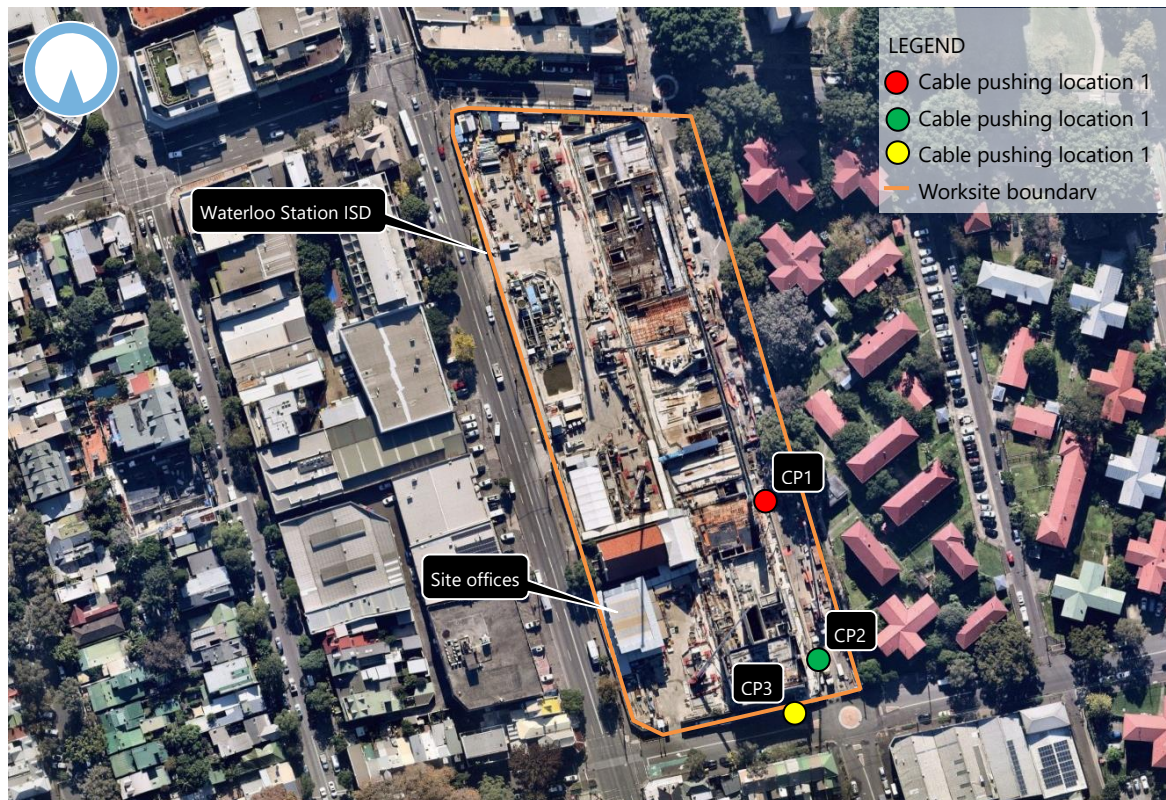 LEGEND
Cable pushing location 1
Cable pushing location 1
Cable pushing location 1
Worksite boundary
Waterloo Station ISD
CP1
Site offices
CP2
CP3